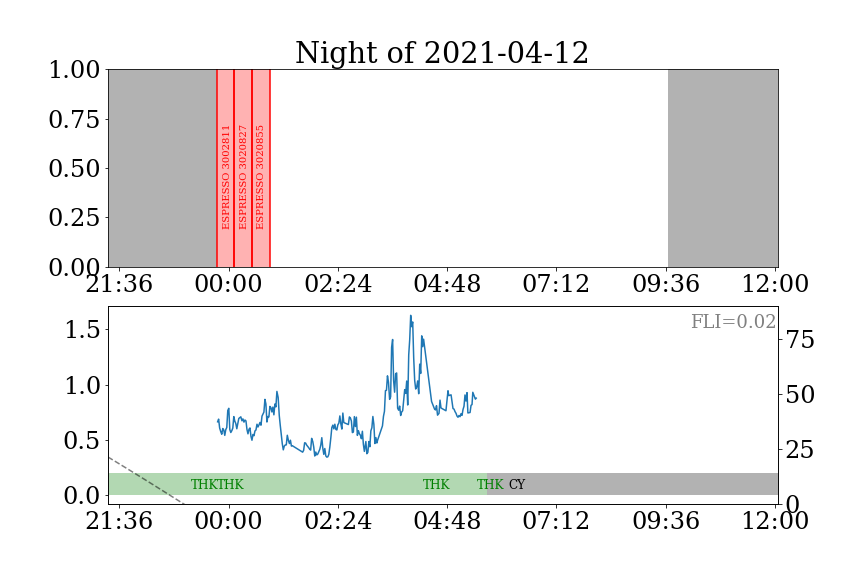 Night of 2021-04-12
1.00
0.75
0.50
0.25
0.00
ESPRESSO 3002811
ESPRESSO 3020827
ESPRESSO 3020855
21:36 00:00 02:24 04:48 07:12 09:36 12:00
FLI=0.02
1.5
1.0
0.5
0.0
75
50
25
0
THK THK THK THK CY
21:36 00:00 02:24 04:48 07:12 09:36 12:00